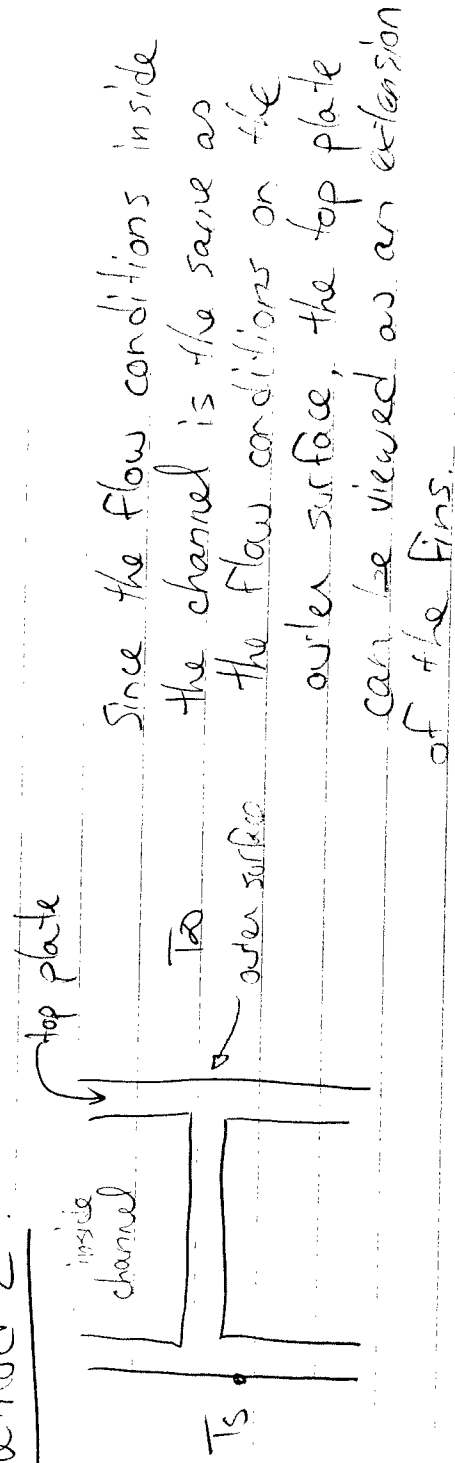 2.
top plate
inside
channel
Ts
T∞
outer surface
Since the flow conditions inside
the channel is the same as
the flow conditions on the
outer surface, the top plate
can be viewed as an extension
of the fins.